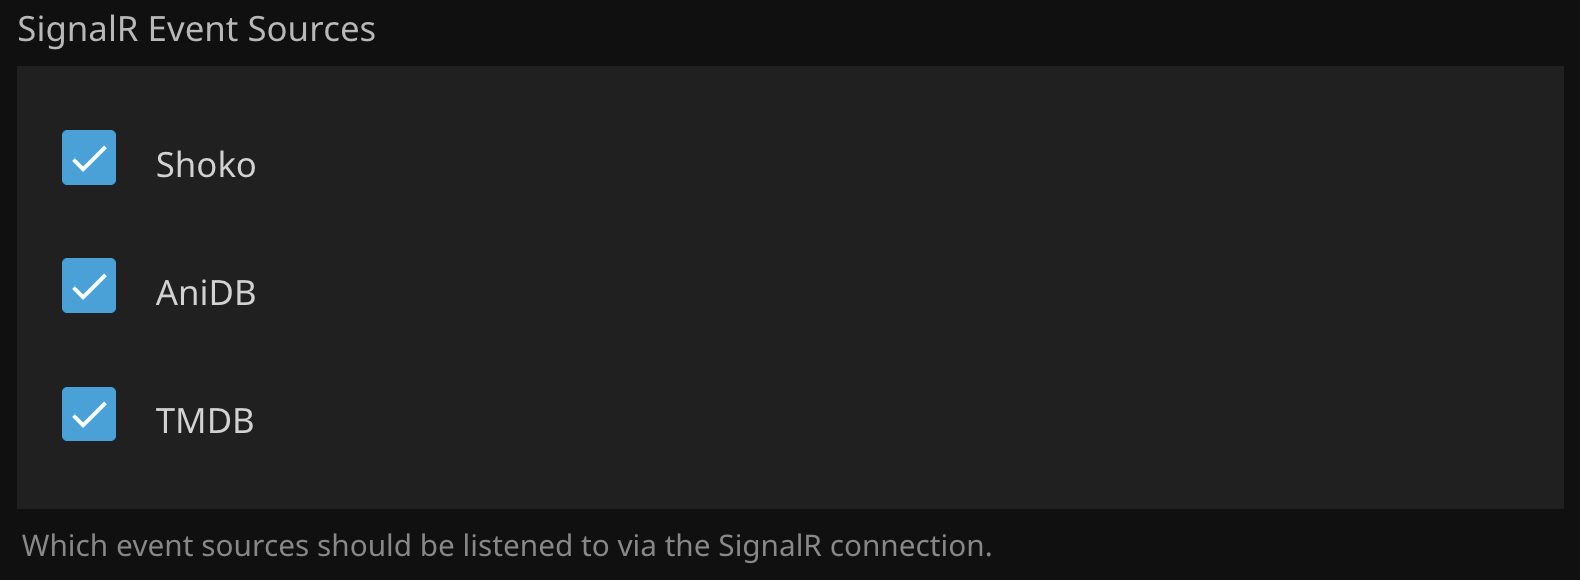 SignalR Event Sources
Shoko
AniDB
TMDB
Which event sources should be listened to via the SignalR connection.